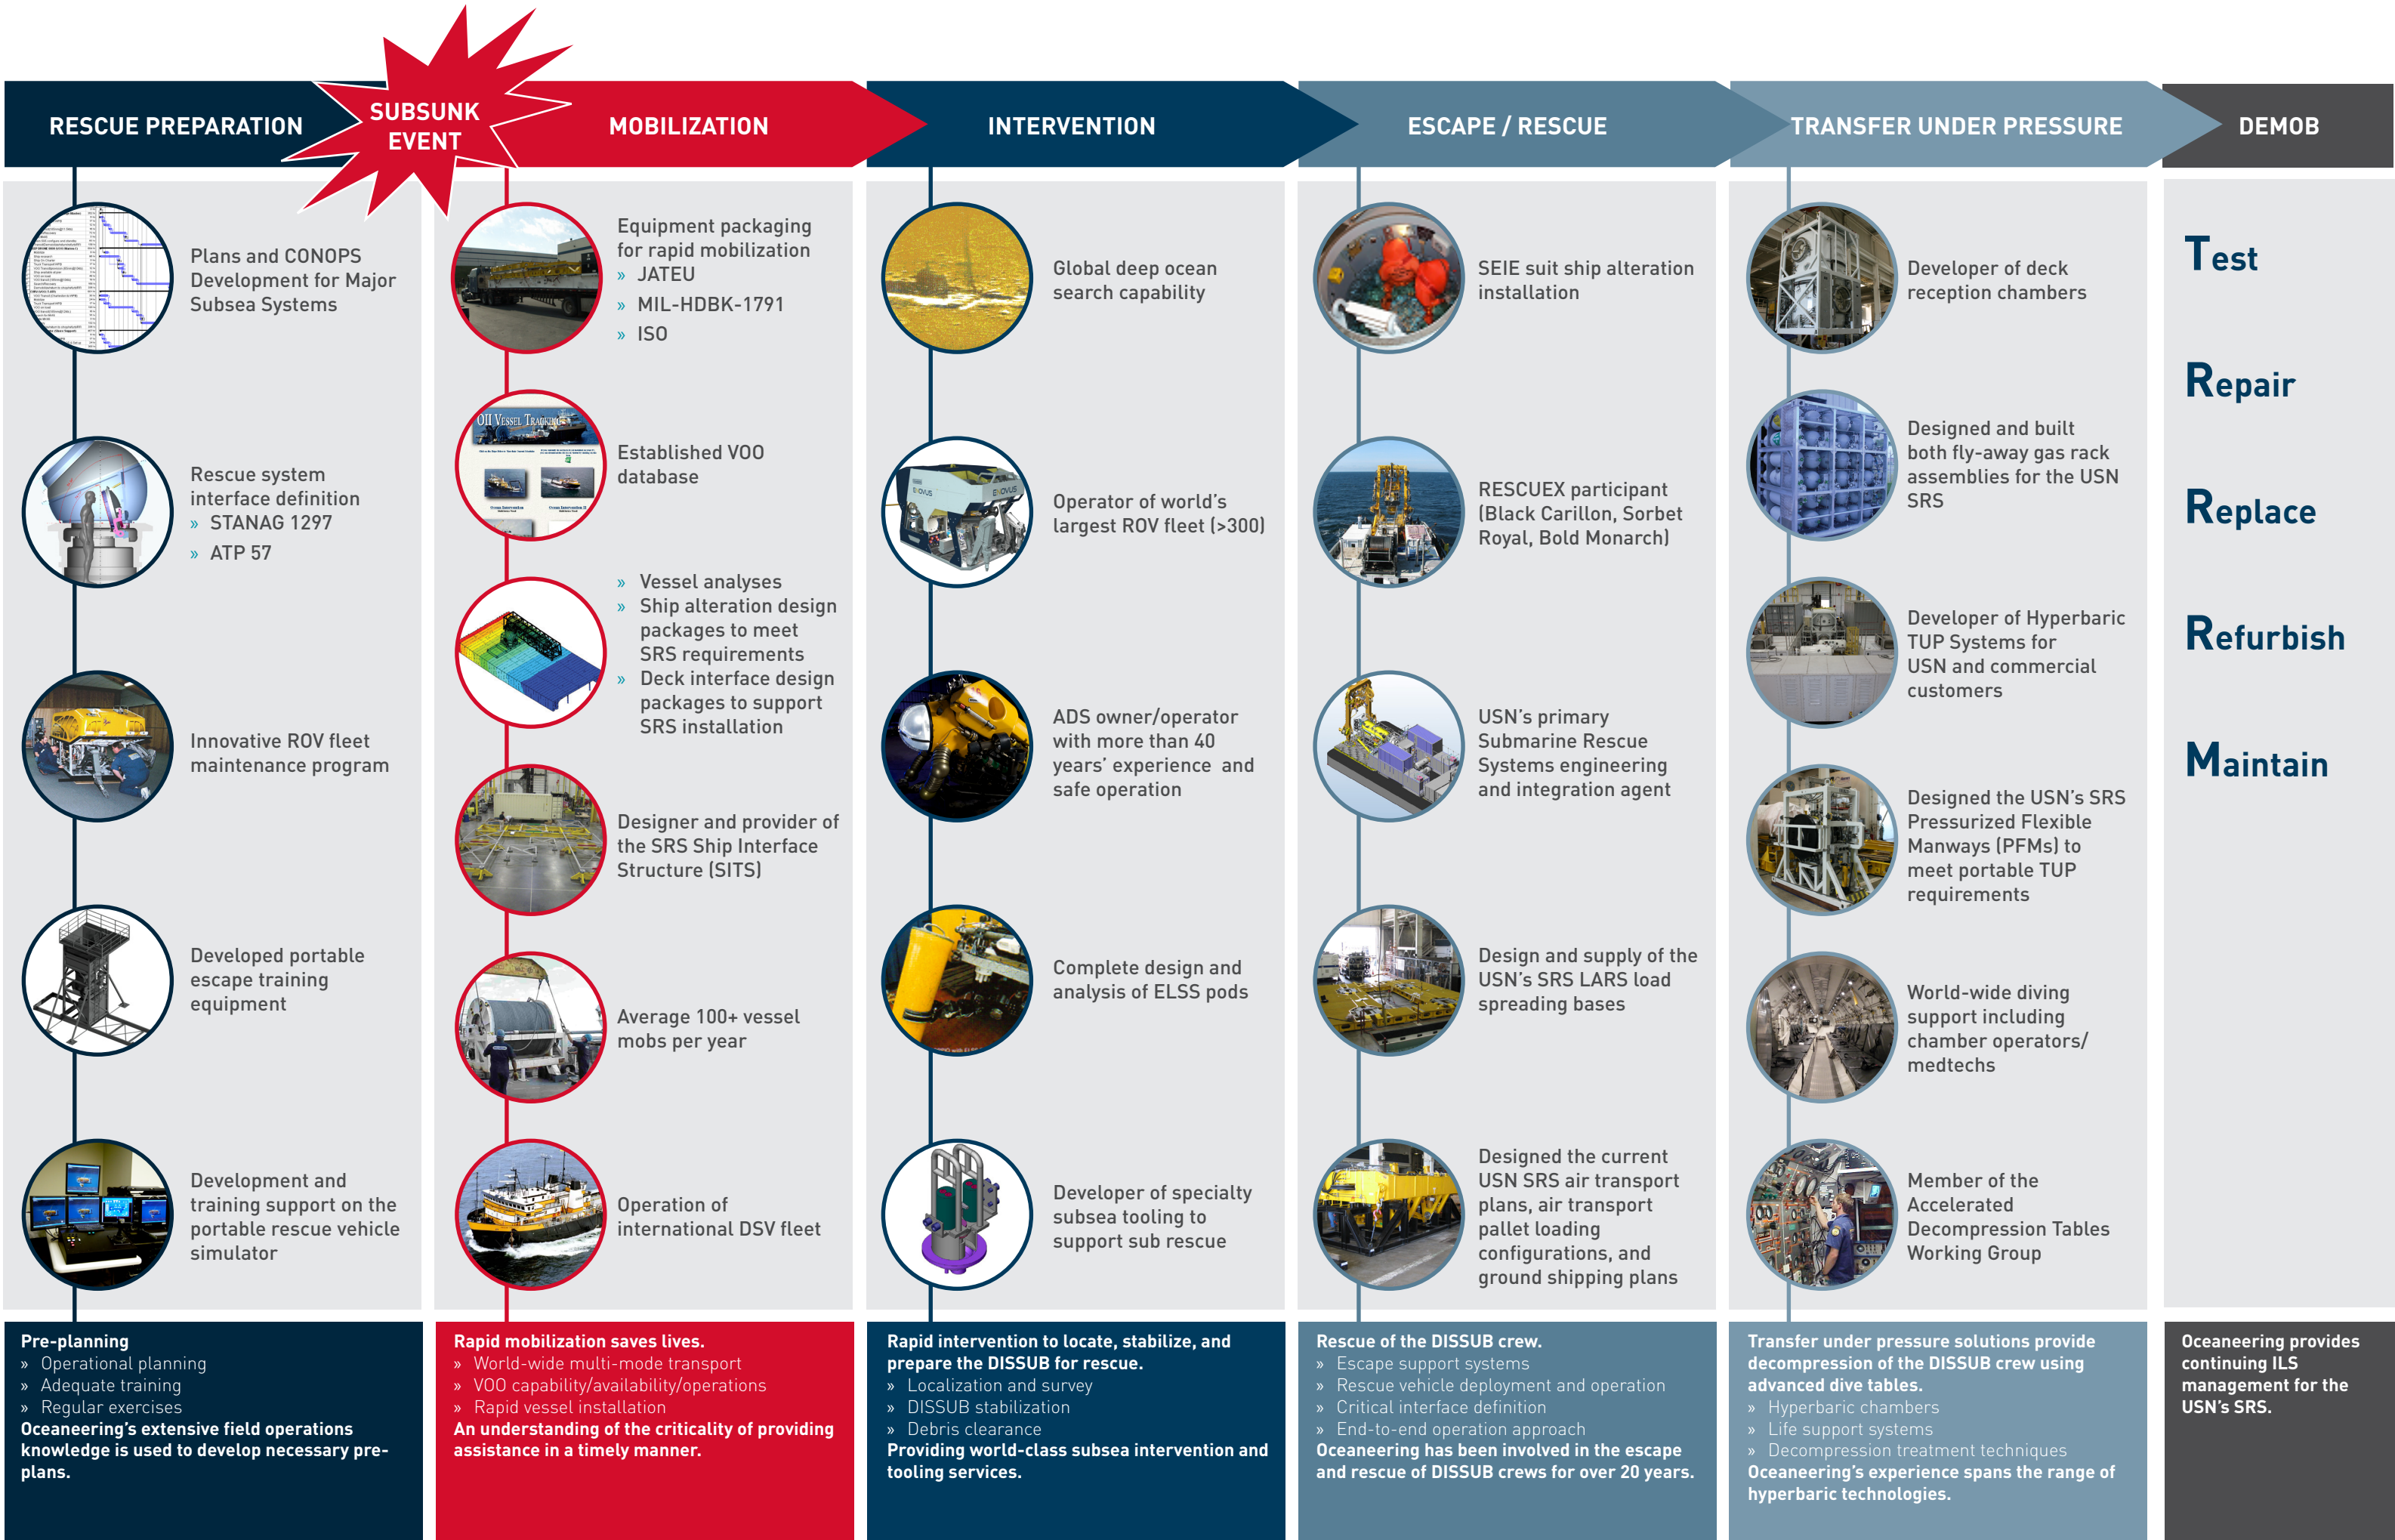 RESCUE PREPARATION
SUBSUNK
EVENT
MOBILIZATION
INTERVENTION
ESCAPE / RESCUE
TRANSFER UNDER PRESSURE
DEMOB
Plans and CONOPS
Development for Major
Subsea Systems
Rescue system
interface definition
» STANAG 1297
» ATP 57
Innovative ROV fleet
maintenance program
Developed portable
escape training
equipment
Development and
training support on the
portable rescue vehicle
simulator
Pre-planning
» Operational planning
» Adequate training
» Regular exercises
Oceaneering's extensive field operations
knowledge is used to develop necessary pre-
plans.
Equipment packaging
for rapid mobilization
» JATEU
» MIL-HDBK-1791
» ISO
OII VESSEL TRACKING
Established VOO
database
» Vessel analyses
» Ship alteration design
packages to meet
SRS requirements
» Deck interface design
packages to support
SRS installation
Designer and provider of
the SRS Ship Interface
Structure (SITS)
Average 100+ vessel
mobs per year
Operation of
international DSV fleet
Rapid mobilization saves lives.
» World-wide multi-mode transport
» VOO capability/availability/operations
» Rapid vessel installation
An understanding of the criticality of providing
assistance in a timely manner.
Global deep ocean
search capability
Operator of world's
largest ROV fleet (>300)
ADS owner/operator
with more than 40
years' experience and
safe operation
Complete design and
analysis of ELSS pods
Developer of specialty
subsea tooling to
support sub rescue
Rapid intervention to locate, stabilize, and
prepare the DISSUB for rescue.
» Localization and survey
» DISSUB stabilization
» Debris clearance
Providing world-class subsea intervention and
tooling services.
SEIE suit ship alteration
installation
RESCUEX participant
(Black Carillon, Sorbet
Royal, Bold Monarch)
USN's primary
Submarine Rescue
Systems engineering
and integration agent
Design and supply of the
USN's SRS LARS load
spreading bases
Designed the current
USN SRS air transport
plans, air transport
pallet loading
configurations, and
ground shipping plans
Rescue of the DISSUB crew.
» Escape support systems
» Rescue vehicle deployment and operation
» Critical interface definition
» End-to-end operation approach
Oceaneering has been involved in the escape
and rescue of DISSUB crews for over 20 years.
Developer of deck
reception chambers
Designed and built
both fly-away gas rack
assemblies for the USN
SRS
Developer of Hyperbaric
TUP Systems for
USN and commercial
customers
Designed the USN's SRS
Pressurized Flexible
Manways (PFMs) to
meet portable TUP
requirements
World-wide diving
support including
chamber operators/
medtechs
Member of the
Accelerated
Decompression Tables
Working Group
Transfer under pressure solutions provide
decompression of the DISSUB crew using
advanced dive tables.
» Hyperbaric chambers
» Life support systems
» Decompression treatment techniques
Oceaneering's experience spans the range of
hyperbaric technologies.
Test
Repair
Replace
Refurbish
Maintain
Oceaneering provides
continuing ILS
management for the
USN's SRS.